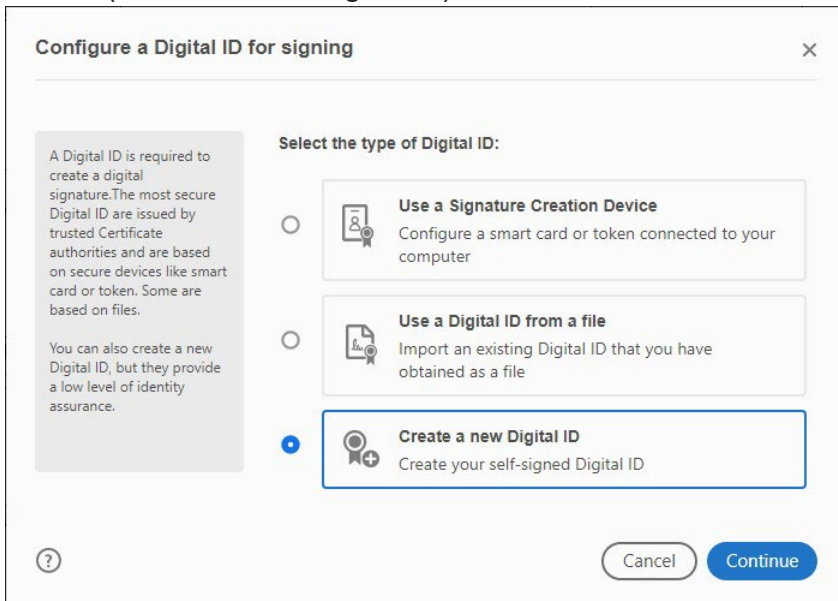 Configure a Digital ID for signing
A Digital ID is required to
create a digital
signature.The most secure
Digital ID are issued by
trusted Certificate
authorities and are based
on secure devices like smart
card or token. Some are
based on files.
You can also create a new
Digital ID, but they provide
a low level of identity
assurance.
Select the type of Digital ID:
Use a Signature Creation Device
Configure a smart card or token connected to your
computer
Use a Digital ID from a file
Import an existing Digital ID that you have
obtained as a file
Create a new Digital ID
Create your self-signed Digital ID
Cancel
Continue